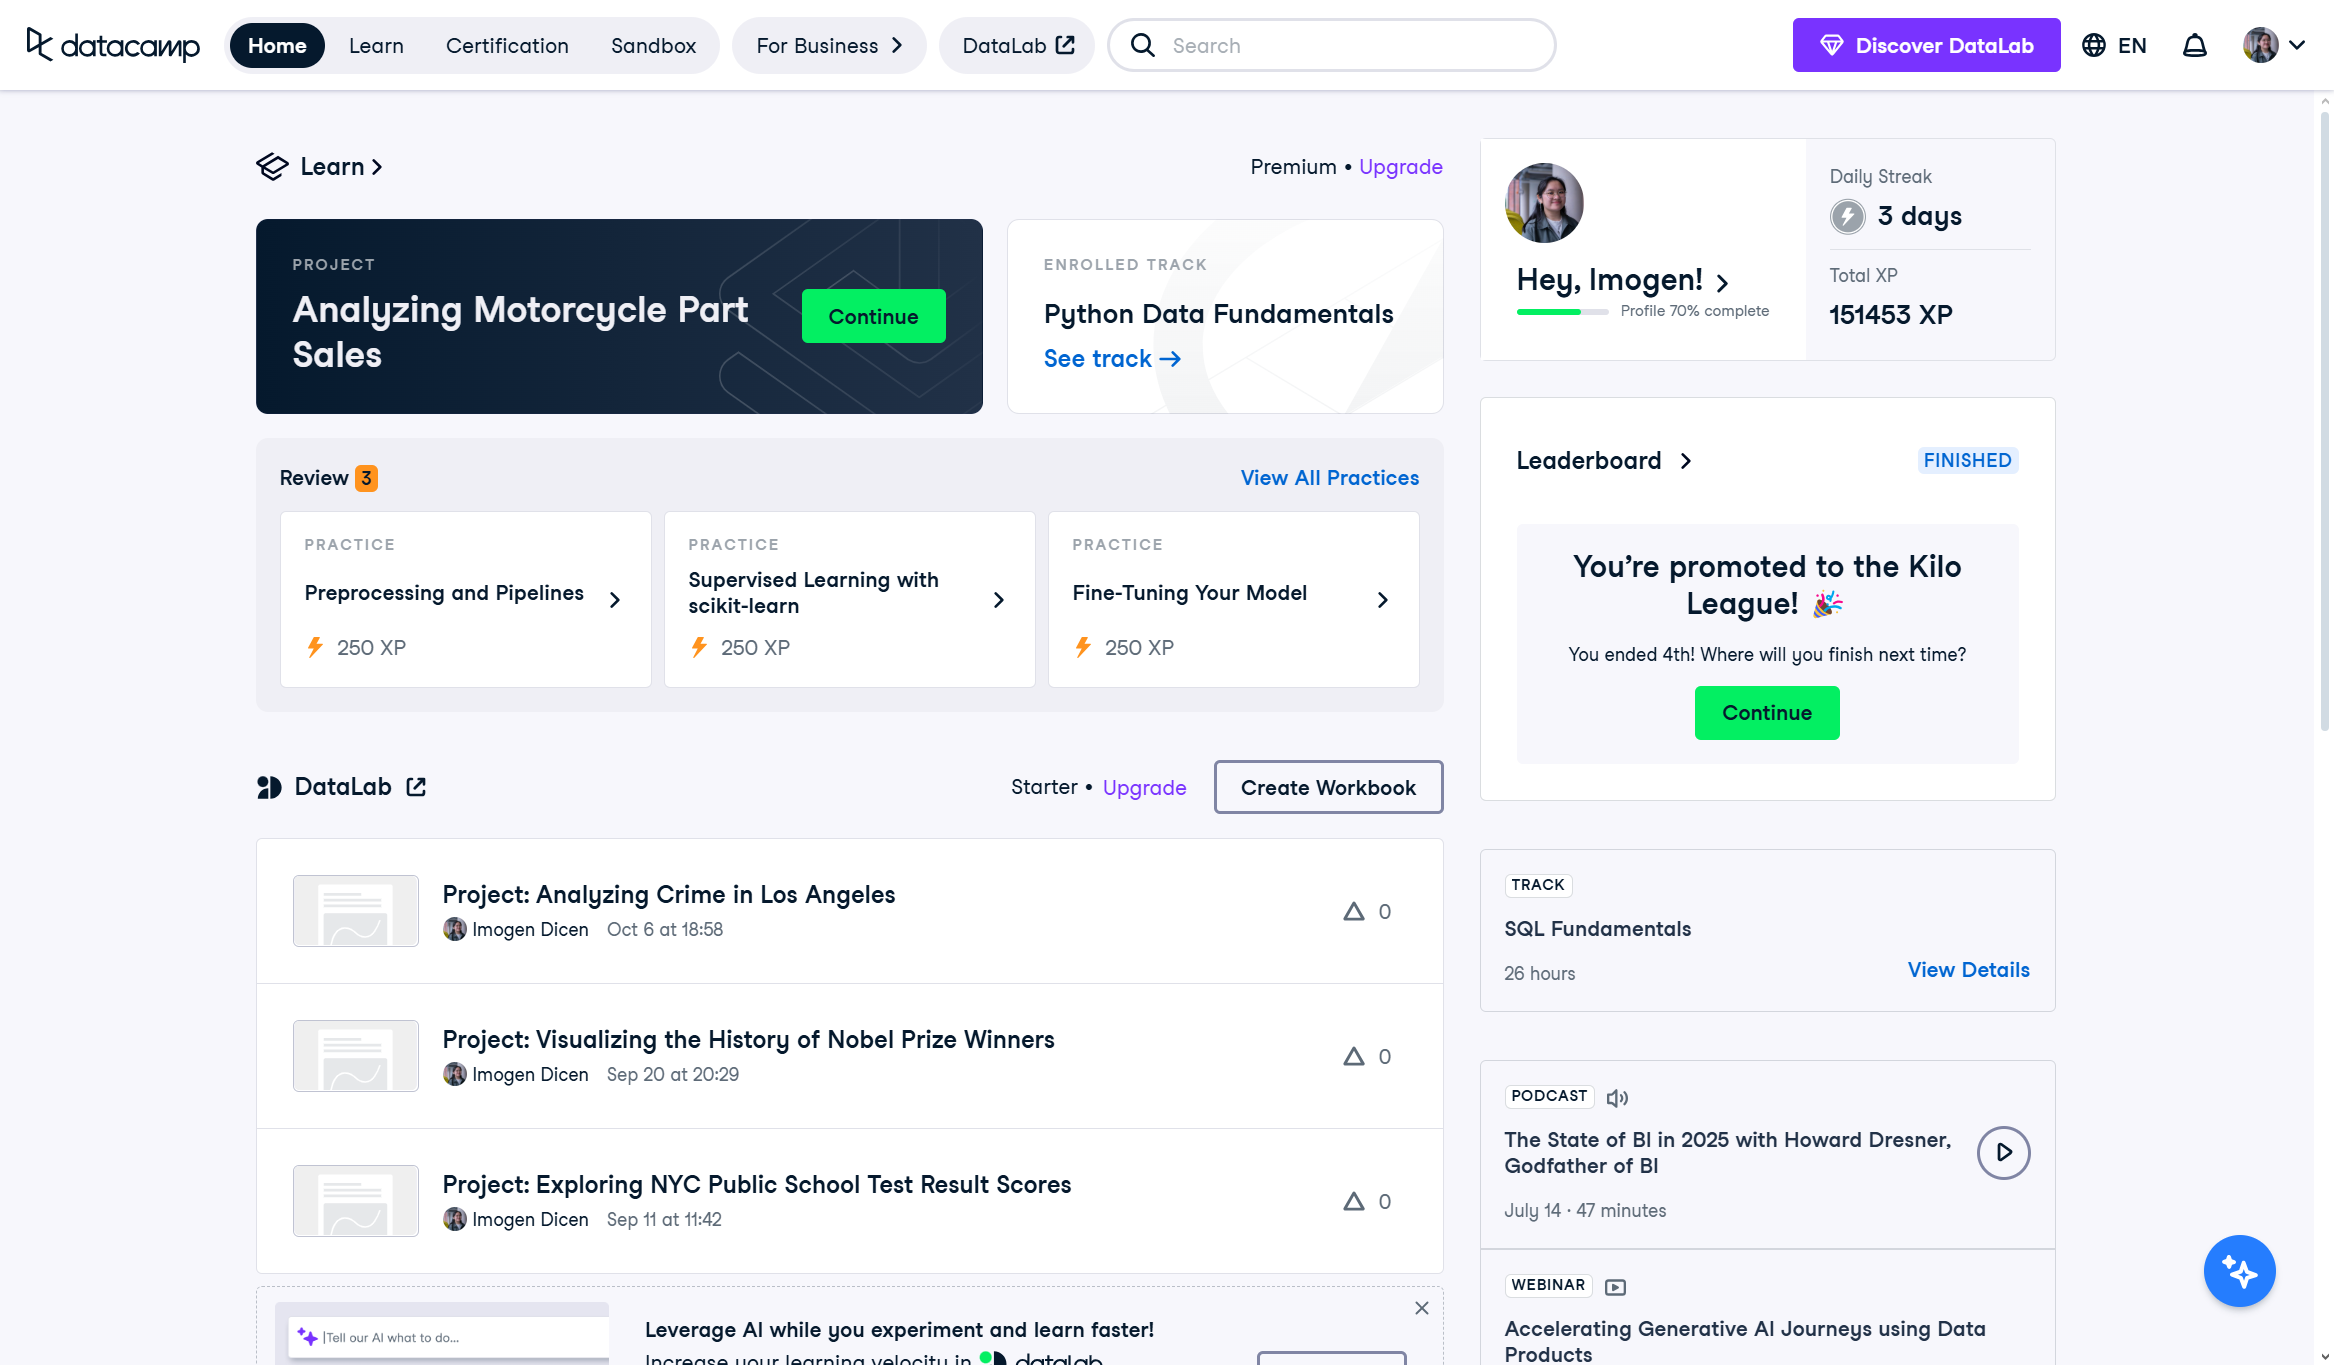 datacamp
Home
Learn
Certification
Sandbox
For Business
DataLab
Search
Discover DataLab
EN
Learn
Premium • Upgrade
PROJECT
Analyzing Motorcycle Part
Sales
Continue
ENROLLED TRACK
Python Data Fundamentals
See track
Review 3
View All Practices
PRACTICE
Preprocessing and Pipelines
250 XP
PRACTICE
Supervised Learning with
scikit-learn
250 XP
PRACTICE
Fine-Tuning Your Model
250 XP
DataLab
Starter • Upgrade
Create Workbook
Project: Analyzing Crime in Los Angeles
Imogen Dicen Oct 6 at 18:58
0
Project: Visualizing the History of Nobel Prize Winners
Imogen Dicen Sep 20 at 20:29
0
Project: Exploring NYC Public School Test Result Scores
Imogen Dicen Sep 11 at 11:42
0
Tell our AI what to do...
Leverage AI while you experiment and learn faster!
Increase your learning velocity in datalab
Hey, Imogen!
Profile 70% complete
Daily Streak
3 days
Total XP
151453 XP
Leaderboard
FINISHED
You’re promoted to the Kilo
League! 🎉
You ended 4th! Where will you finish next time?
Continue
TRACK
SQL Fundamentals
26 hours
View Details
PODCAST
The State of BI in 2025 with Howard Dresner,
Godfather of BI
July 14 · 47 minutes
WEBINAR
Accelerating Generative AI Journeys using Data
Products